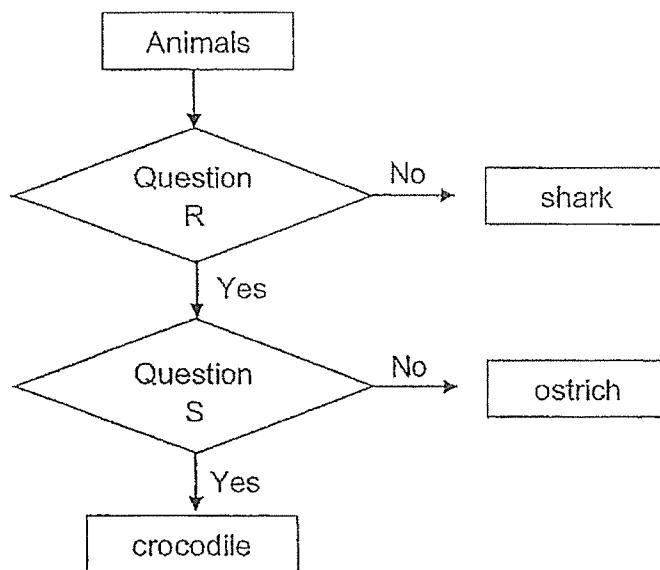 Animals
Question
R
No
shark
Yes
Question
S
No
ostrich
Yes
crocodile